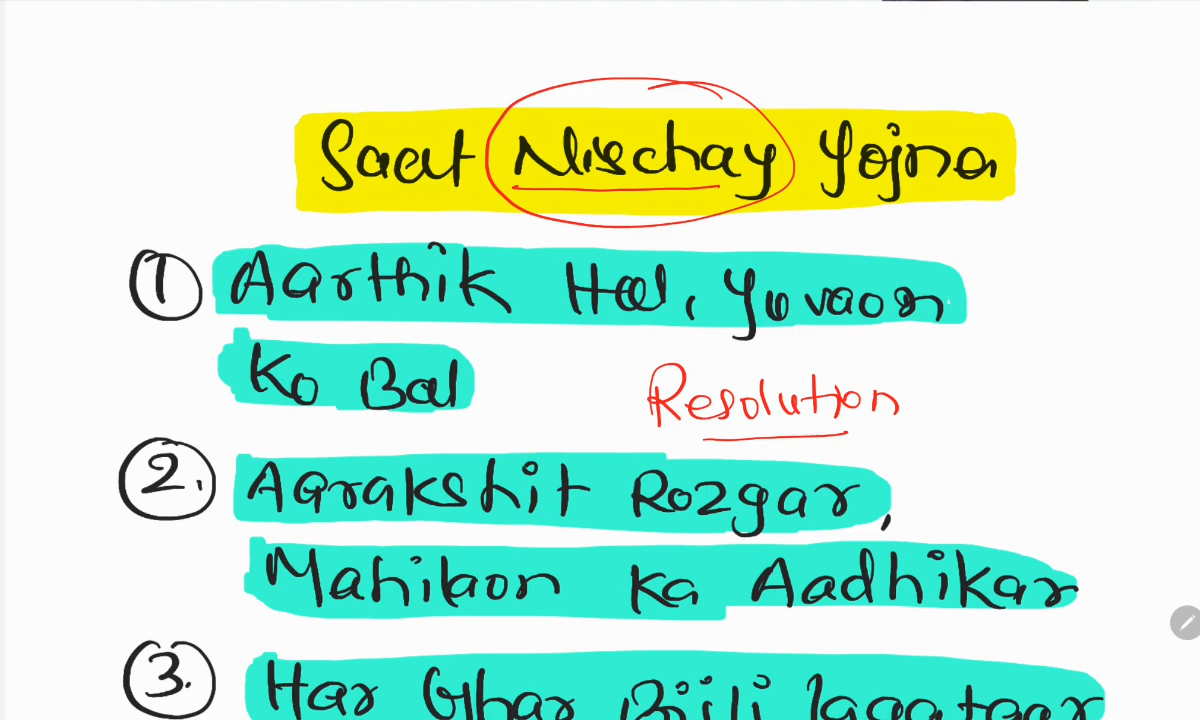 Saat Nischay Yojna
① Aarthik Hal, Yuvaon
Ko Bal
Resolution
②. Aarakshit Rozgar,
Mahilaon Ka Aadhikar
③. Har Ghar Bijli lagataar